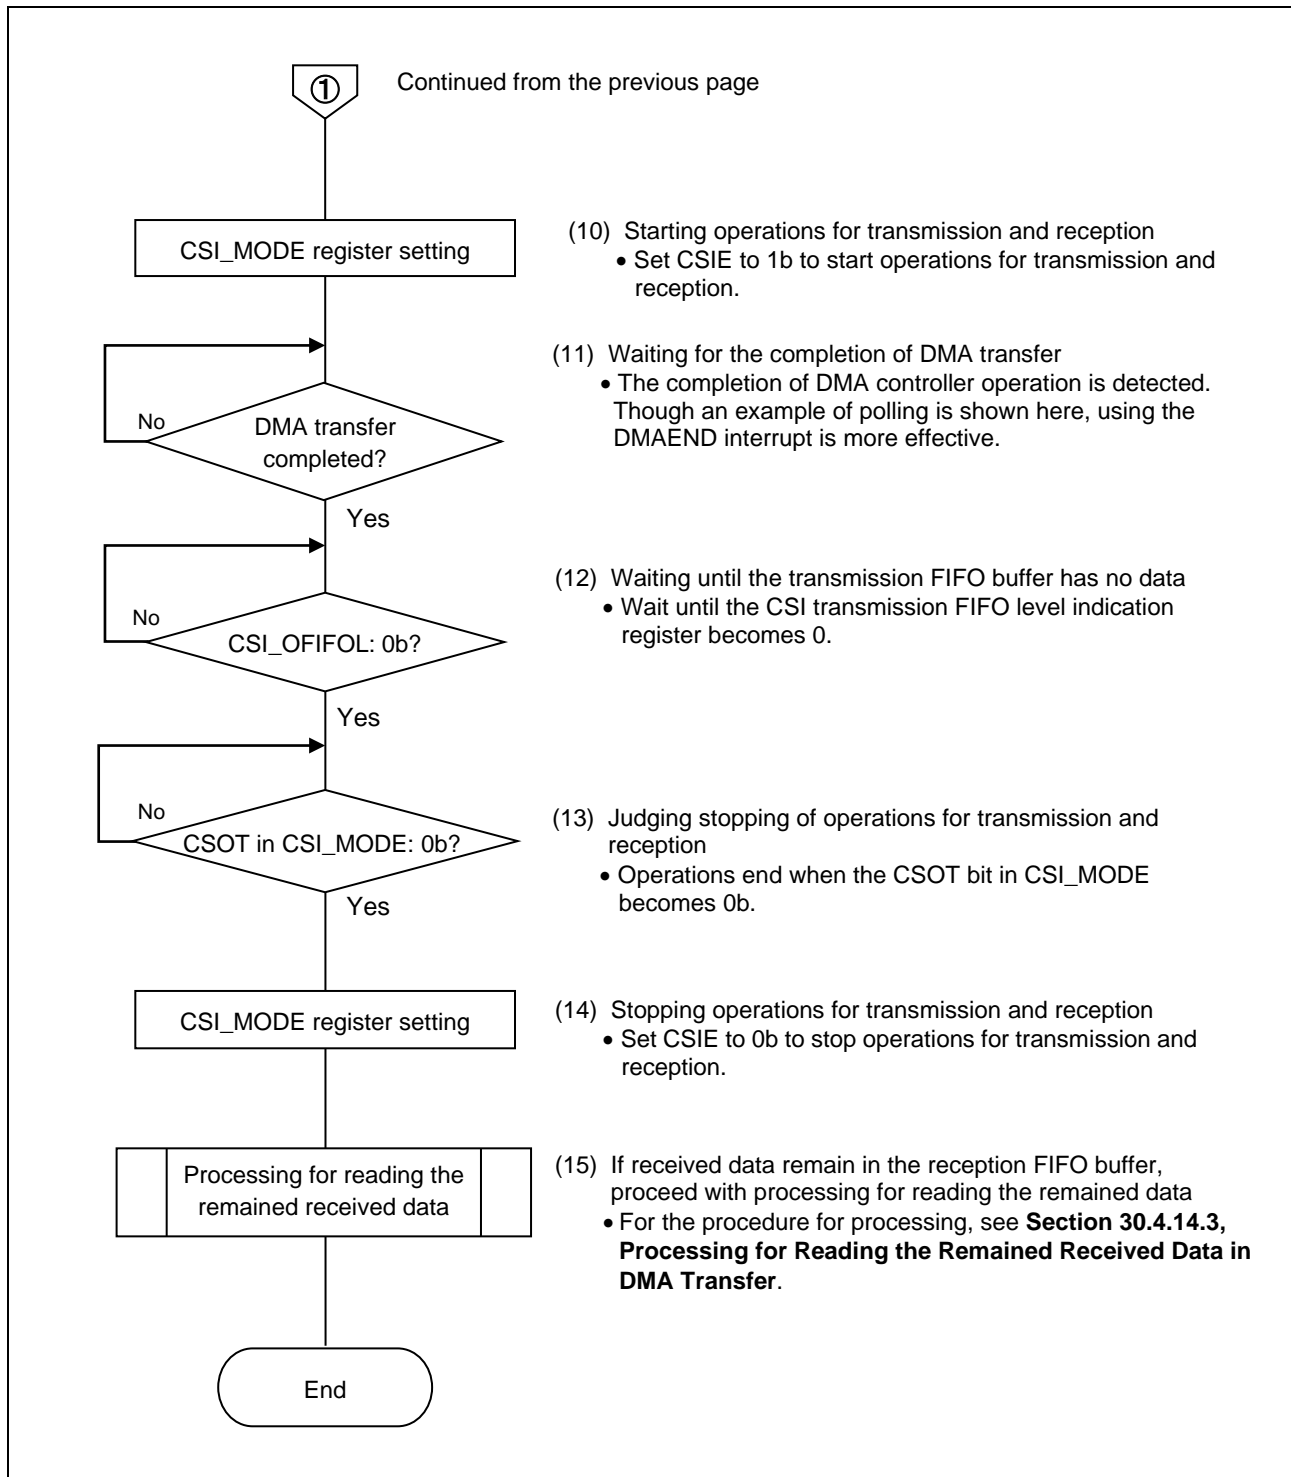 ① Continued from the previous page
CSI_MODE register setting
(10) Starting operations for transmission and reception
• Set CSIE to 1b to start operations for transmission and
reception.
No
DMA transfer
completed?
Yes
(11) Waiting for the completion of DMA transfer
• The completion of DMA controller operation is detected.
Though an example of polling is shown here, using the
DMAEND interrupt is more effective.
No
CSI_OFIFOL: 0b?
Yes
(12) Waiting until the transmission FIFO buffer has no data
• Wait until the CSI transmission FIFO level indication
register becomes 0.
No
CSOT in CSI_MODE: 0b?
Yes
(13) Judging stopping of operations for transmission and
reception
• Operations end when the CSOT bit in CSI_MODE
becomes 0b.
CSI_MODE register setting
(14) Stopping operations for transmission and reception
• Set CSIE to 0b to stop operations for transmission and
reception.
Processing for reading the
remained received data
(15) If received data remain in the reception FIFO buffer,
proceed with processing for reading the remained data
• For the procedure for processing, see Section 30.4.14.3,
Processing for Reading the Remained Received Data in
DMA Transfer.
End